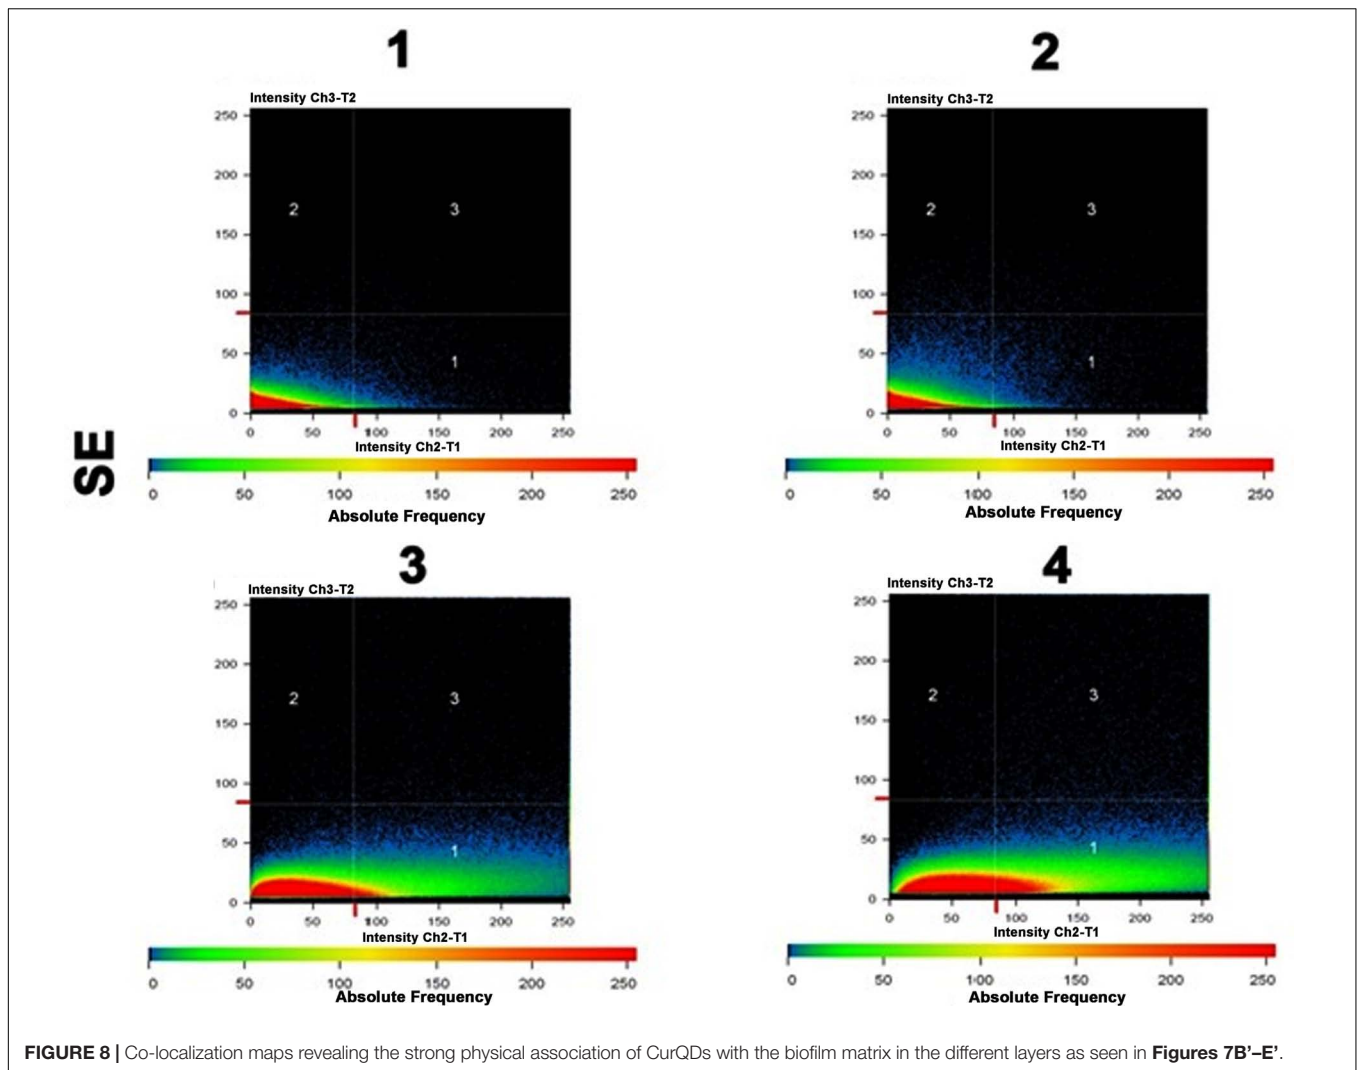 1
Intensity Ch3-T2
250
200
150
100
50
0
2
3
1
0 50 100 150 200 250
Intensity Ch2-T1
0 50 100 150 200 250
Absolute Frequency
2
Intensity Ch3-T2
250
200
150
100
50
0
2
3
1
0 50 100 150 200 250
Intensity Ch2-T1
0 50 100 150 200 250
Absolute Frequency
SE
3
Intensity Ch3-T2
250
200
150
100
50
0
2
3
1
0 50 100 150 200 250
Intensity Ch2-T1
0 50 100 150 200 250
Absolute Frequency
4
Intensity Ch3-T2
250
200
150
100
50
0
2
3
1
0 50 100 150 200 250
Intensity Ch2-T1
0 50 100 150 200 250
Absolute Frequency
FIGURE 8 | Co-localization maps revealing the strong physical association of CurQDs with the biofilm matrix in the different layers as seen in Figures 7B’–E’.